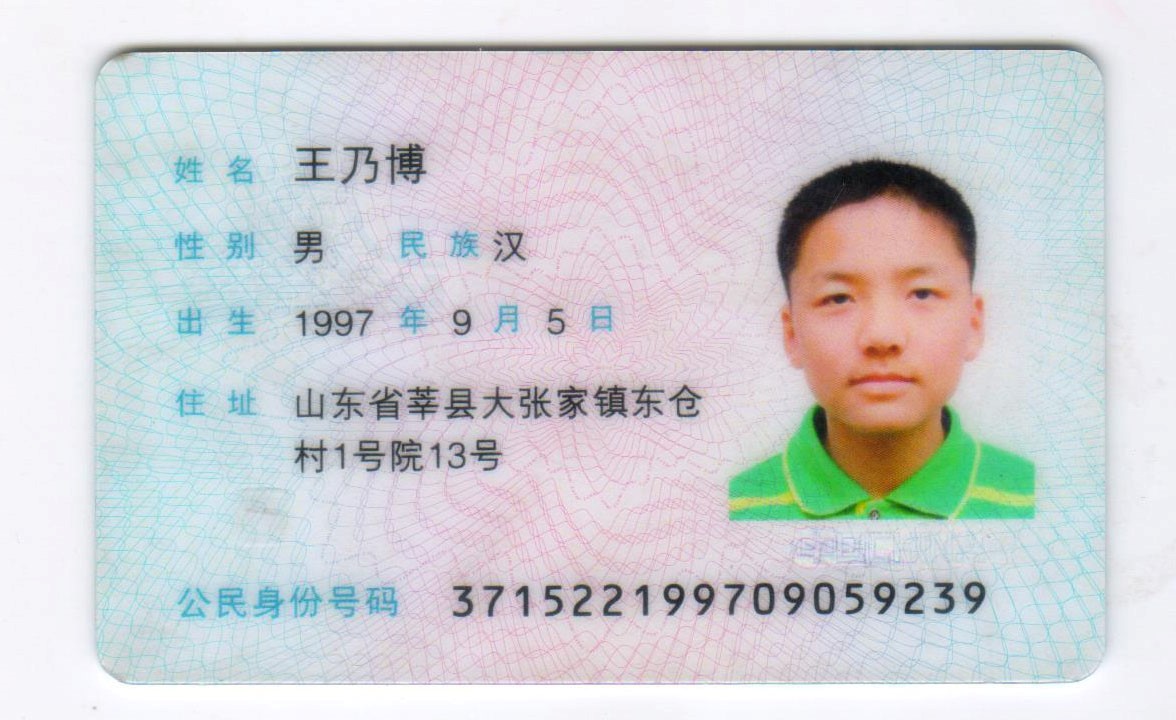 姓名 王乃博
性别 男 民族 汉
出生 1997 年 9 月 5 日
住址 山东省莘县大张家镇东仓
村1号院13号
公民身份号码 371522199709059239